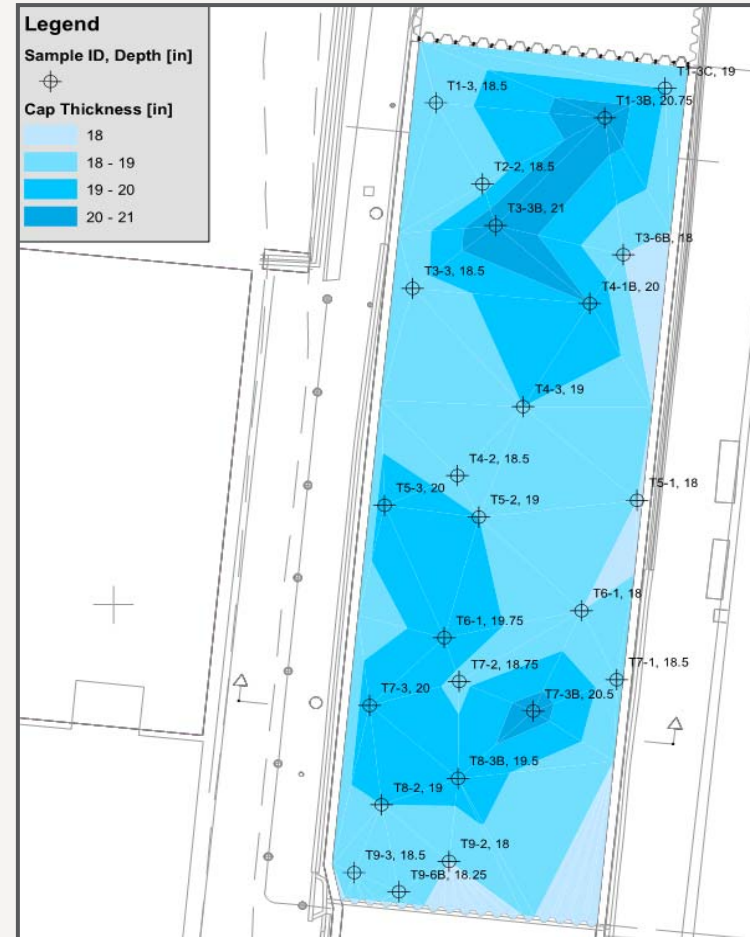 Legend
Sample ID, Depth [in]
Cap Thickness [in]
18
18 - 19
19 - 20
20 - 21
T1-3C, 19
T1-3, 18.5
T1-3B, 20.75
T2-2, 18.5
T3-3B, 21
T3-6B, 18
T3-3, 18.5
T4-1B, 20
T4-3, 19
T4-2, 18.5
T5-1, 18
T5-3, 20
T5-2, 19
T6-1, 18
T6-1, 19.75
T7-2, 18.75
T7-1, 18.5
T7-3, 20
T7-3B, 20.5
T8-3B, 19.5
T8-2, 19
T9-2, 18
T9-3, 18.5
T9-6B, 18.25